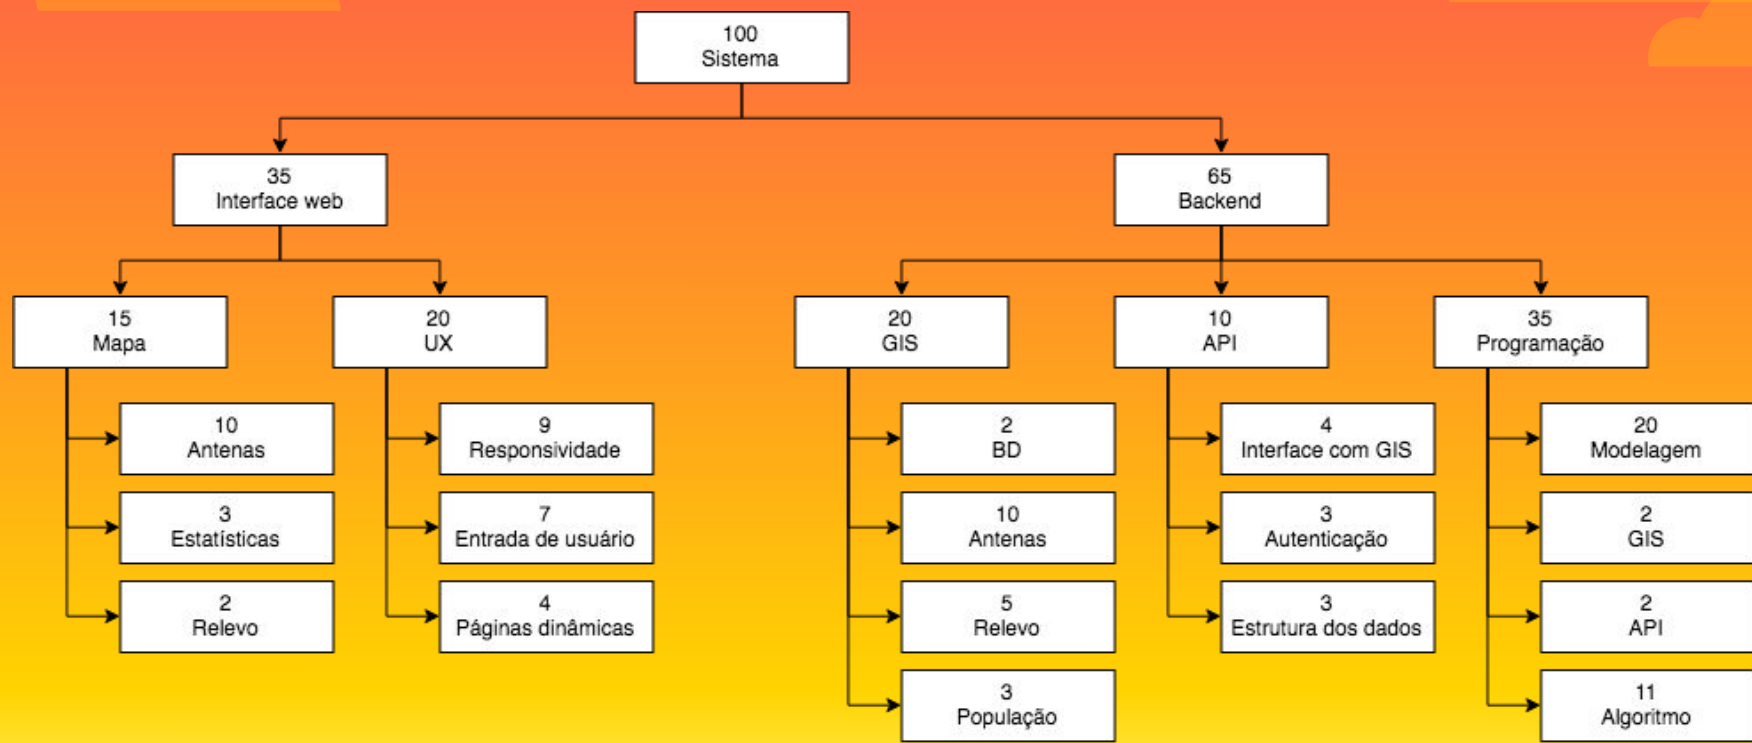 100
Sistema
35
Interface web
65
Backend
15
Mapa
20
UX
20
GIS
10
API
35
Programação
10
Antenas
9
Responsividade
2
BD
4
Interface com GIS
20
Modelagem
3
Estatísticas
7
Entrada de usuário
10
Antenas
3
Autenticação
2
GIS
2
Relevo
4
Páginas dinâmicas
5
Relevo
3
Estrutura dos dados
2
API
3
População
11
Algoritmo